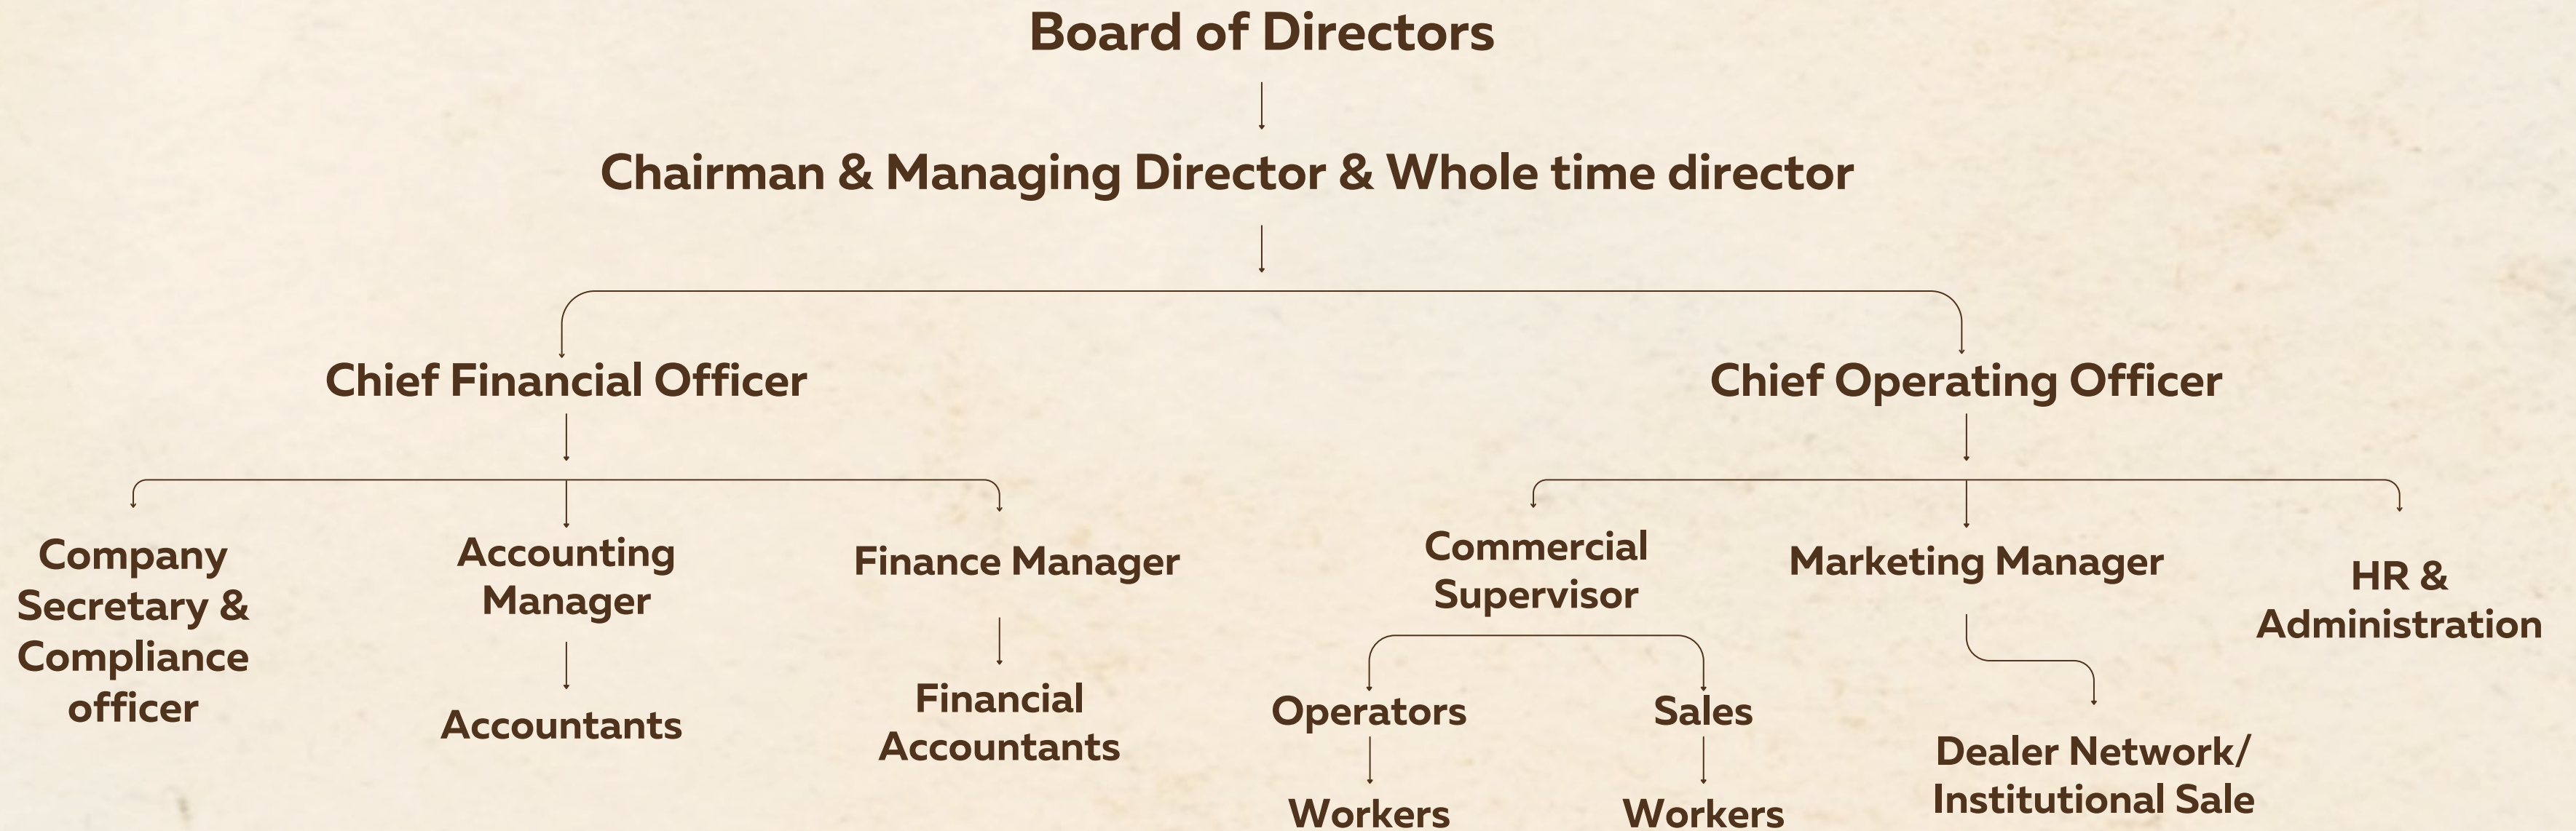 Board of Directors
Chairman & Managing Director & Whole time director
Chief Financial Officer
Chief Operating Officer
Company
Secretary &
Compliance
officer
Accounting
Manager
Accountants
Finance Manager
Financial
Accountants
Commercial
Supervisor
Operators
Workers
Sales
Workers
Marketing Manager
Dealer Network/
Institutional Sale
HR &
Administration